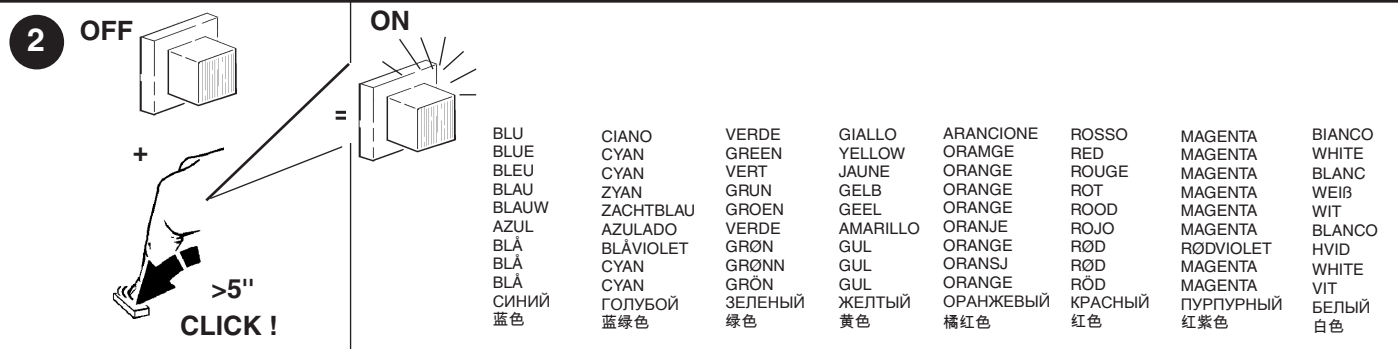 2 OFF ON
=
+
>5"
CLICK !
BLU CIANO VERDE GIALLO ARANCIONE ROSSO MAGENTA BIANCO
BLUE CYAN GREEN YELLOW ORAMGE RED MAGENTA WHITE
BLEU CYAN VERT JAUNE ORANGE ROUGE MAGENTA BLANC
BLAU ZYAN GRUN GELB ORANGE ROT MAGENTA WEIß
BLAUW ZACHTBLAU GROEN GEEL ORANGE ROOD MAGENTA WIT
AZUL AZULADO VERDE AMARILLO ORANJE ROJO MAGENTA BLANCO
BLÅ BLÅVIOLET GRØN GUL ORANGE RØD RØDVIOLET HVID
BLÅ CYAN GRØNN GUL ORANSJ RØD MAGENTA WHITE
BLÅ CYAN GRÖN GUL ORANGE RÖD MAGENTA VIT
СИНИЙ ГОЛУБОЙ ЗЕЛЕНЫЙ ЖЕЛТЫЙ ОРАНЖЕВЫЙ КРАСНЫЙ ПУРПУРНЫЙ БЕЛЫЙ
蓝色 蓝绿色 绿色 黄色 橘红色 红色 红紫色 白色